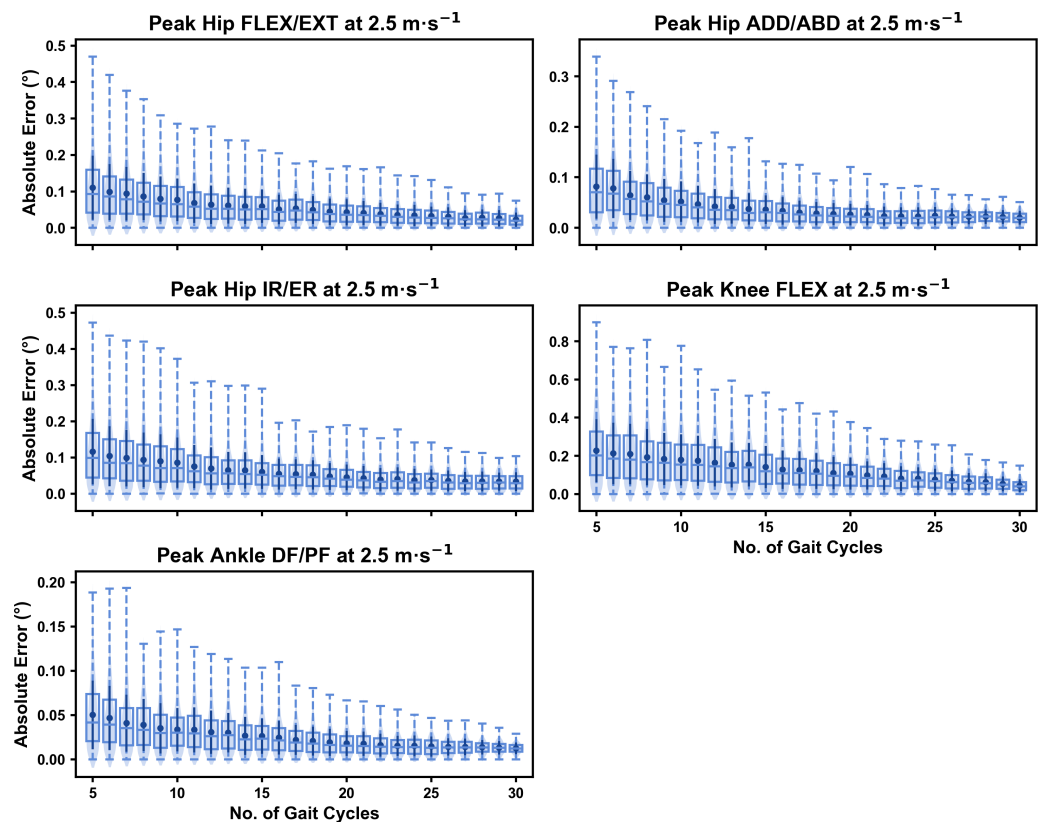 Peak Hip FLEX/EXT at 2.5 m·s⁻¹
Absolute Error (°)
0.5
0.4
0.3
0.2
0.1
0.0
Peak Hip ADD/ABD at 2.5 m·s⁻¹
0.3
0.2
0.1
0.0
Peak Hip IR/ER at 2.5 m·s⁻¹
Absolute Error (°)
0.5
0.4
0.3
0.2
0.1
0.0
Peak Knee FLEX at 2.5 m·s⁻¹
0.8
0.6
0.4
0.2
0.0
5 10 15 20 25 30
No. of Gait Cycles
Peak Ankle DF/PF at 2.5 m·s⁻¹
Absolute Error (°)
0.20
0.15
0.10
0.05
0.00
5 10 15 20 25 30
No. of Gait Cycles